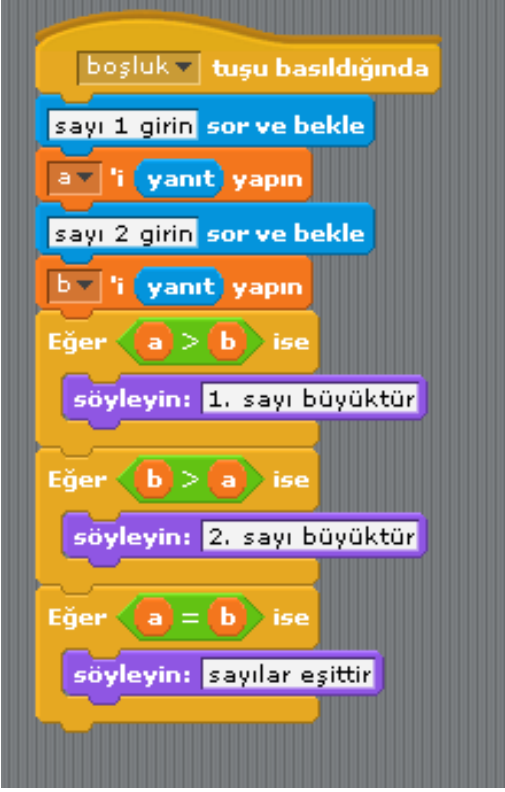 boşluk tuşu basıldığında
sayı 1 girin sor ve bekle
a 'i yanıt yapın
sayı 2 girin sor ve bekle
b 'i yanıt yapın
Eğer a > b ise
söyleyin: 1. sayı büyüktür
Eğer b > a ise
söyleyin: 2. sayı büyüktür
Eğer a = b ise
söyleyin: sayılar eşittir